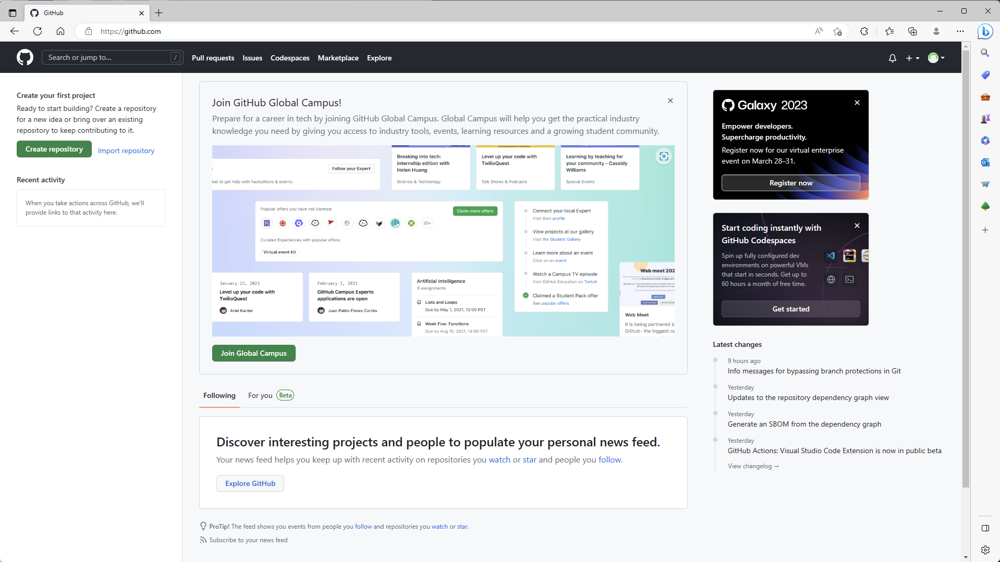 GitHub
https://github.com
Search or jump to...
/
Pull requests
Issues
Codespaces
Marketplace
Explore
Create your first project
Ready to start building? Create a repository
for a new idea or bring over an existing
repository to keep contributing to it.
Create repository
Import repository
Recent activity
When you take actions across GitHub, we'll
provide links to that activity here.
Join GitHub Global Campus!
Prepare for a career in tech by joining GitHub Global Campus. Global Campus will help you get the practical industry
knowledge you need by giving you access to industry tools, events, learning resources and a growing student community.
Follow your Expert
lub to get help with hackathons & events.
Breaking into tech:
internship edition with
Helen Huang
Science & Technology
Level up your code with
TwilioQuest
Talk Shows & Podcasts
Learning by teaching for
your community - Cassidy
Williams
Special Events
Popular offers you have not claimed:
Claim more offers
20+
Curated Experiences with popular offers:
Virtual event kit
Connect your local Expert
Visit their profile
View projects at our gallery
Visit the Student Gallery
Learn more about an event
Click on an event
Watch a Campus TV episode
Visit GitHub Education on Twitch
Claimed a Student Pack offer
See popular offers
January 22, 2021
Level up your code with
TwilioQuest
Ariel Kanter
February 1, 2021
GitHub Campus Experts
applications are open
Juan Pablo Flores Cortés
Artificial Intelligence
6 assignments
Lists and Loops
Due by May 1, 2021, 12:00 PST
Week Five: Functions
Due by Aug 15, 2021, 14:00 PST
Web meet 202
Web Meet
It is being partnered b
Github- the biggest op
Join Global Campus
Following
For you Beta
Discover interesting projects and people to populate your personal news feed.
Your news feed helps you keep up with recent activity on repositories you watch or star and people you follow.
Explore GitHub
ProTip! The feed shows you events from people you follow and repositories you watch or star.
Subscribe to your news feed
Galaxy 2023
Empower developers.
Supercharge productivity.
Register now for our virtual enterprise
event on March 28–31.
Register now
Start coding instantly with
GitHub Codespaces
Spin up fully configured dev
environments on powerful VMs
that start in seconds. Get up to
60 hours a month of free time.
Get started
Latest changes
9 hours ago
Info messages for bypassing branch protections in Git
Yesterday
Updates to the repository dependency graph view
Yesterday
Generate an SBOM from the dependency graph
Yesterday
GitHub Actions: Visual Studio Code Extension is now in public beta
View changelog →